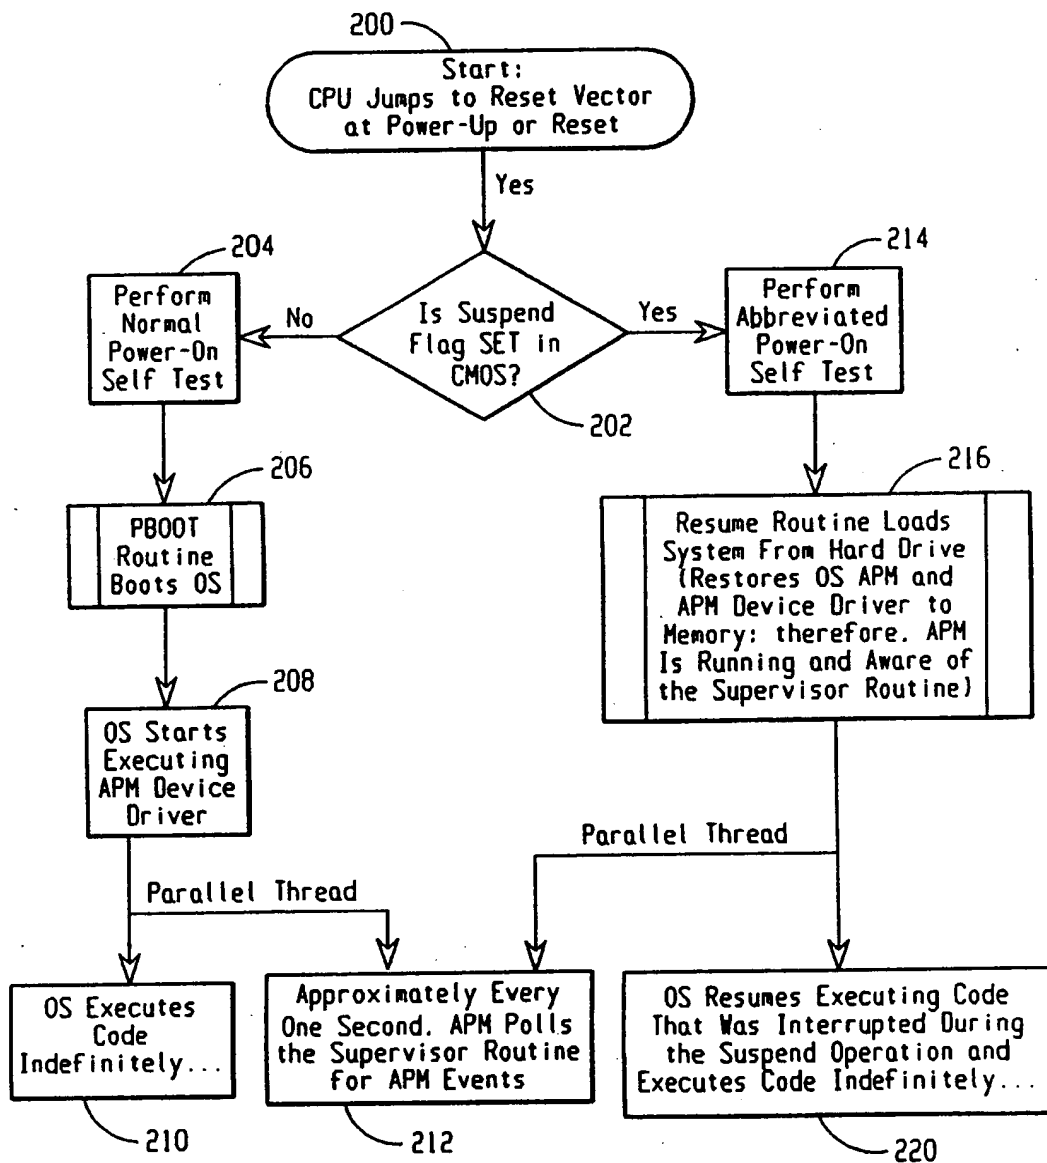 200
Start:
CPU Jumps to Reset Vector
at Power-Up or Reset
Yes
204
Perform
Normal
Power-On
Self Test
No
Is Suspend
Flag SET in
CMOS?
202
Yes
214
Perform
Abbreviated
Power-On
Self Test
206
PBOOT
Routine
Boots OS
216
Resume Routine Loads
System From Hard Drive
(Restores OS APM and
APM Device Driver to
Memory: therefore. APM
Is Running and Aware of
the Supervisor Routine)
208
OS Starts
Executing
APM Device
Driver
Parallel Thread
Parallel Thread
OS Executes
Code
Indefinitely...
210
Approximately Every
One Second. APM Polls
the Supervisor Routine
for APM Events
212
OS Resumes Executing Code
That Was Interrupted During
the Suspend Operation and
Executes Code Indefinitely...
220